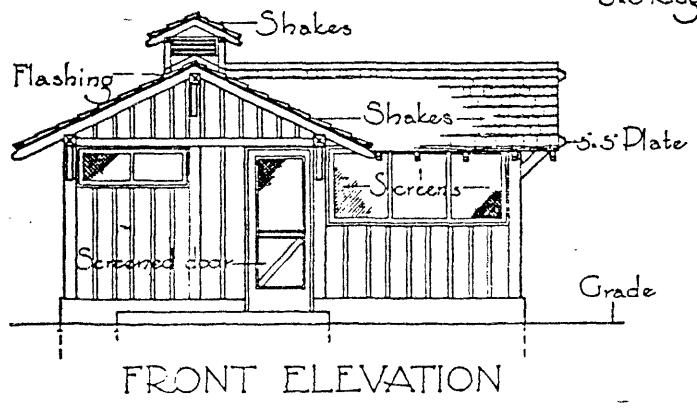 Shakes
Flashing
Shakes
5.5 Plate
Screens
Screened door
Grade
FRONT ELEVATION